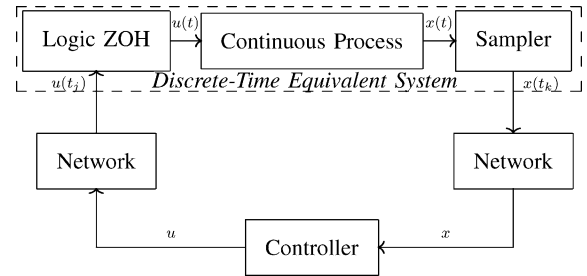 Logic ZOH
u(t)
Continuous Process
x(t)
Sampler
u(t_j)
Discrete-Time Equivalent System
x(t_k)
Network
Network
u
Controller
x